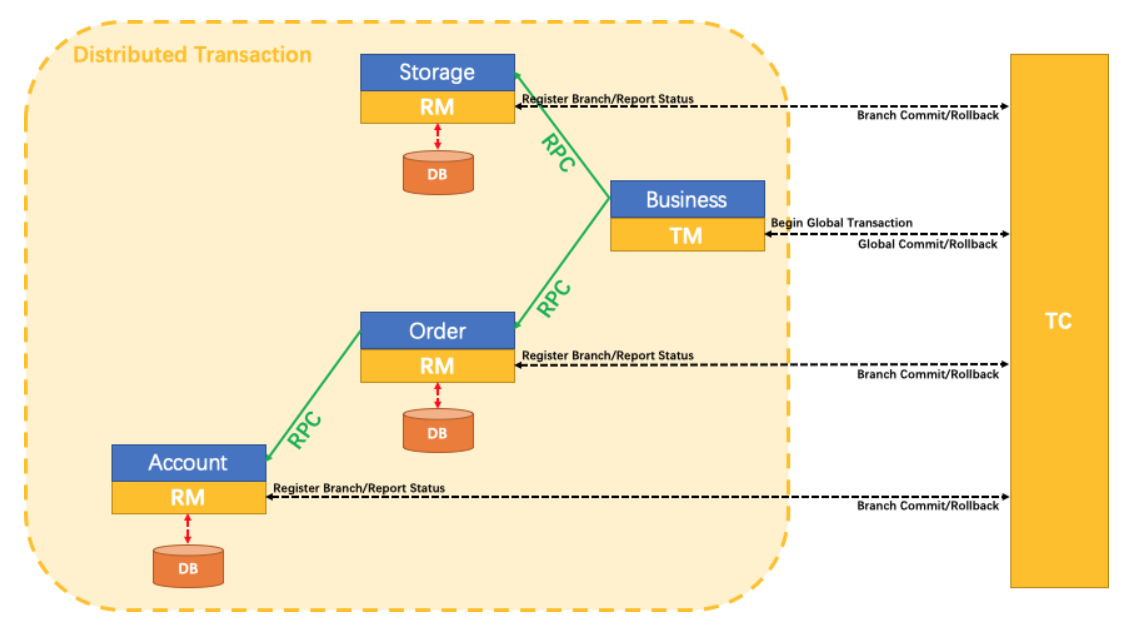 Distributed Transaction
Storage
RM
DB
Register Branch/Report Status
Branch Commit/Rollback
RPC
Business
TM
Begin Global Transaction
Global Commit/Rollback
RPC
TC
Order
RM
DB
Register Branch/Report Status
Branch Commit/Rollback
RPC
Account
RM
DB
Register Branch/Report Status
Branch Commit/Rollback